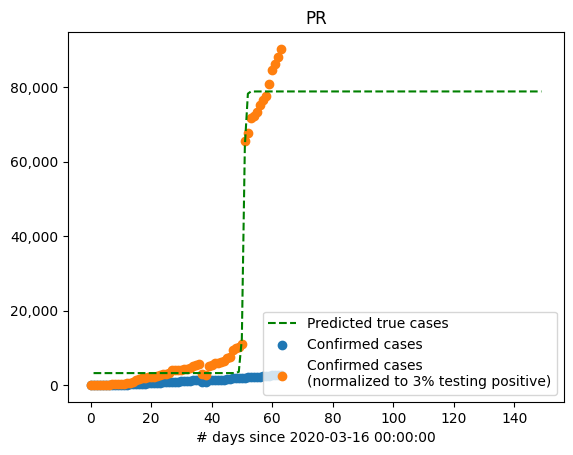 PR
80,000
60,000
40,000
20,000
0
Predicted true cases
Confirmed cases
Confirmed cases
(normalized to 3% testing positive)
0 20 40 60 80 100 120 140
# days since 2020-03-16 00:00:00